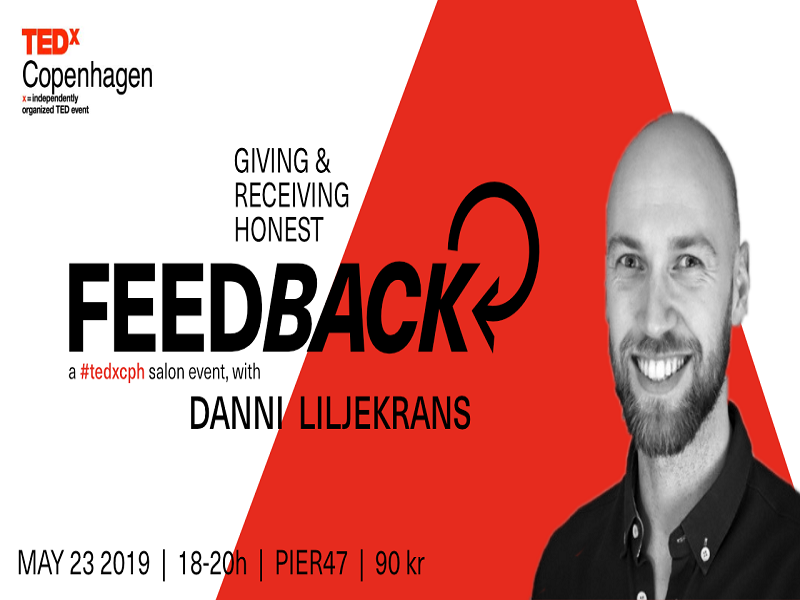 TEDx
Copenhagen
x = independently
organized TED event
GIVING &
RECEIVING
HONEST
FEEDBACK
a #tedxcph salon event, with
DANNI LILJEKRANS
MAY 23 2019 | 18-20h | PIER47 | 90 kr